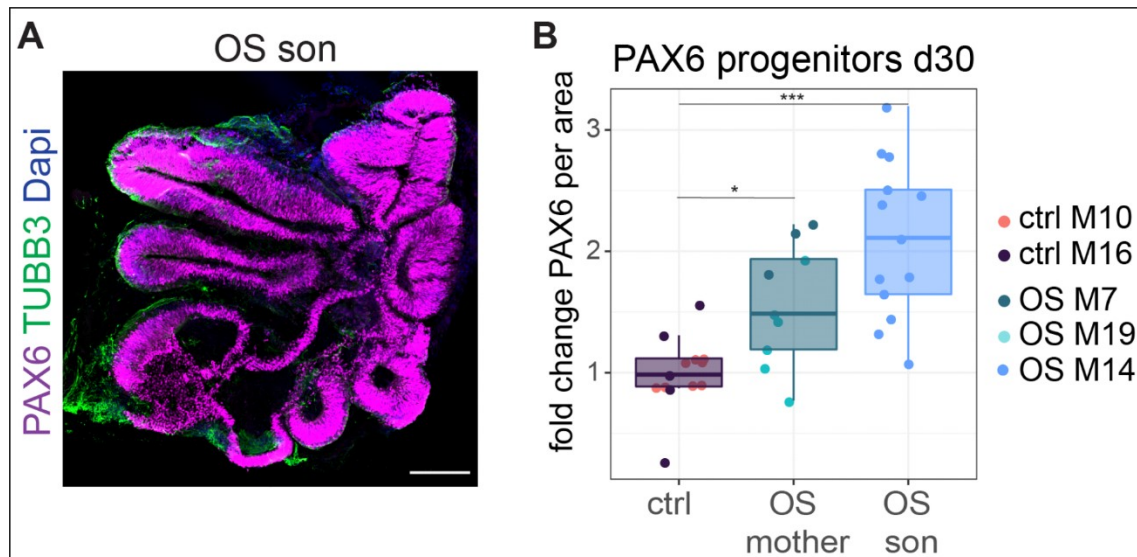 A
OS son
PAX6 TUBB3 Dapi
B
PAX6 progenitors d30
fold change PAX6 per area
3
2
1
***
*
ctrl
OS
mother
OS
son
ctrl M10
ctrl M16
OS M7
OS M19
OS M14